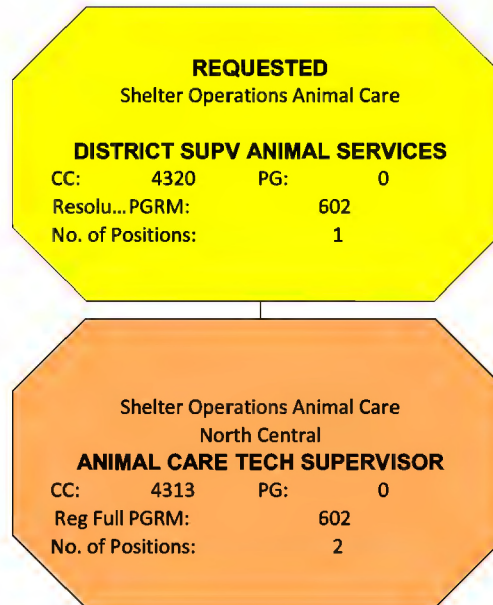 REQUESTED
Shelter Operations Animal Care
DISTRICT SUPV ANIMAL SERVICES
CC: 4320 PG: 0
Resolu... PGRM: 602
No. of Positions: 1
Shelter Operations Animal Care
North Central
ANIMAL CARE TECH SUPERVISOR
CC: 4313 PG: 0
Reg Full PGRM: 602
No. of Positions: 2